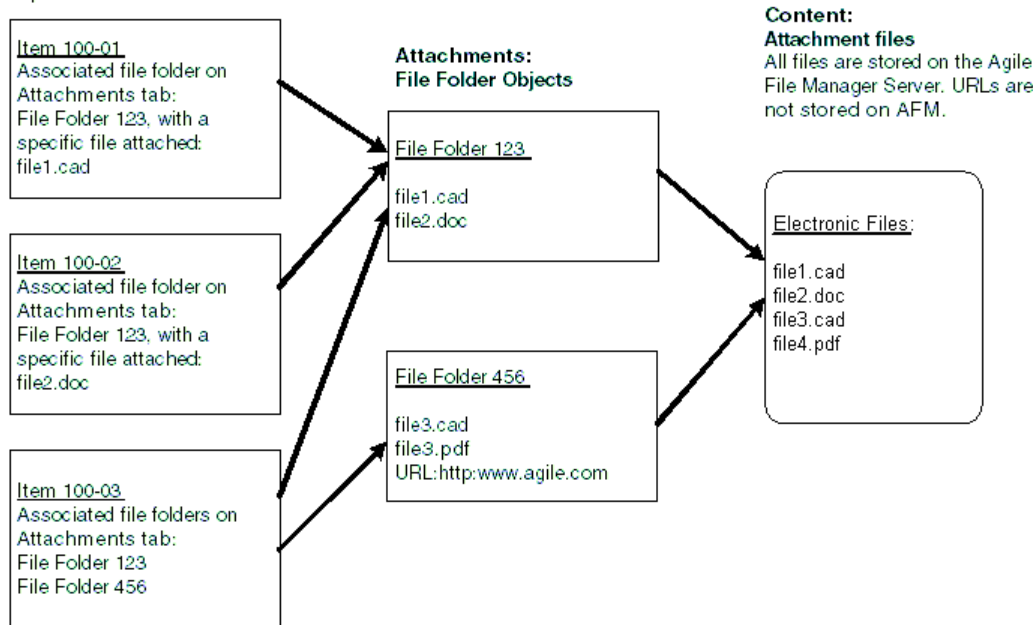 Item 100-01
Associated file folder on
Attachments tab:
File Folder 123, with a
specific file attached:
file1.cad
Item 100-02
Associated file folder on
Attachments tab:
File Folder 123, with a
specific file attached:
file2.doc
Item 100-03
Associated file folders on
Attachments tab:
File Folder 123
File Folder 456
Attachments:
File Folder Objects
File Folder 123
file1.cad
file2.doc
File Folder 456
file3.cad
file3.pdf
URL:http:www.agile.com
Content:
Attachment files
All files are stored on the Agile
File Manager Server. URLs are
not stored on AFM.
Electronic Files:
file1.cad
file2.doc
file3.cad
file4.pdf